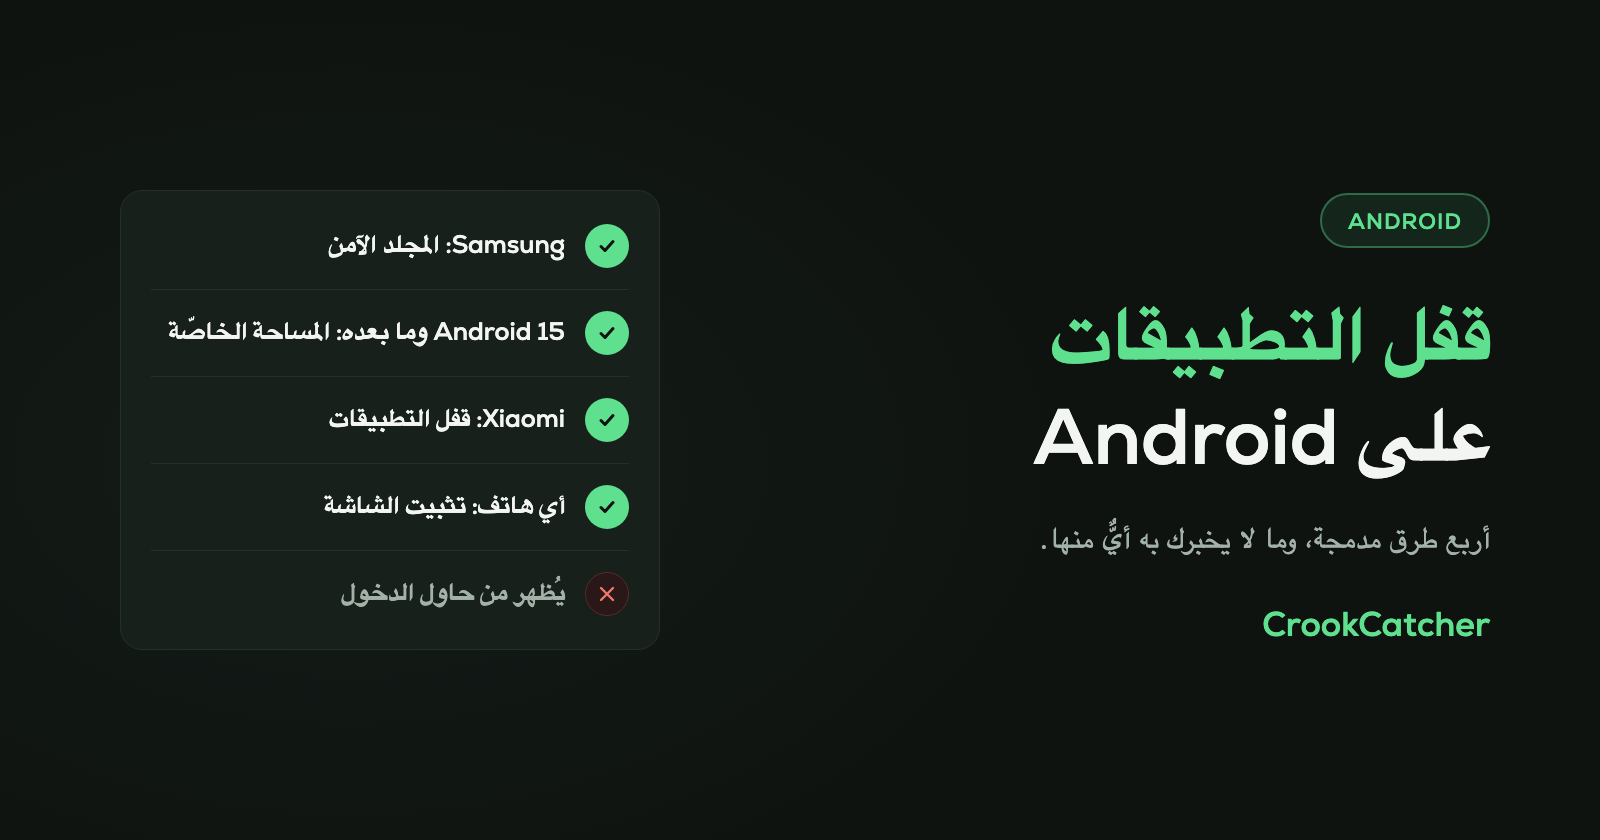 ANDROID
قفل التطبيقات
على Android
أربع طرق مدمجة، وما لا يخبرك به أيٌّ منها.
CrookCatcher
Samsung: المجلد الآمن
Android 15 وما بعده: المساحة الخاصّة
Xiaomi: قفل التطبيقات
أي هاتف: تثبيت الشاشة
يُظهر من حاول الدخول